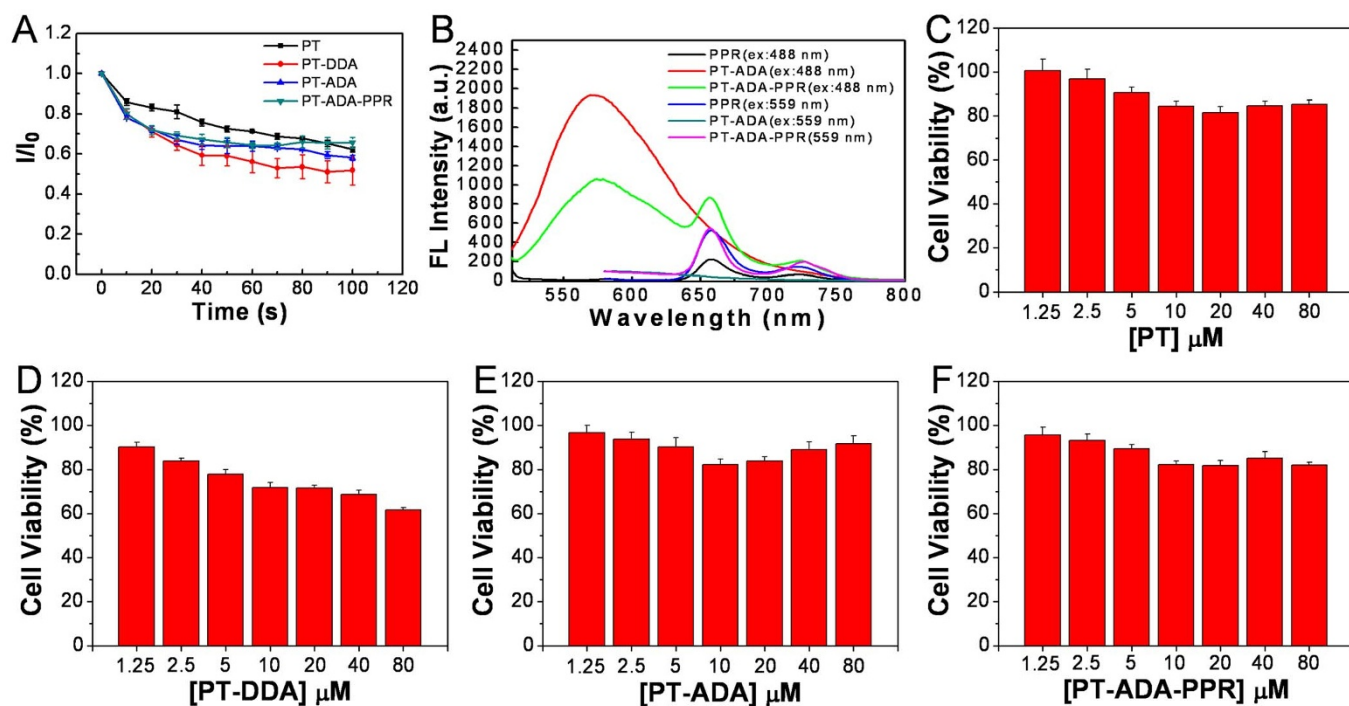 A
1.2
1.0
0.8
0.6
0.4
0.2
0.0
I/I0
PT
PT-DDA
PT-ADA
PT-ADA-PPR
0 20 40 60 80 100 120
Time (s)
B
2400
2200
2000
1800
1600
1400
1200
1000
800
600
400
200
0
FL Intensity (a.u.)
PPR(ex:488 nm)
PT-ADA(ex:488 nm)
PT-ADA-PPR(ex:488 nm)
PPR(ex:559 nm)
PT-ADA(ex:559 nm)
PT-ADA-PPR(559 nm)
550 600 650 700 750 800
Wavelength (nm)
C
120
100
80
60
40
20
0
Cell Viability (%)
1.25 2.5 5 10 20 40 80
[PT] μM
D
120
100
80
60
40
20
0
Cell Viability (%)
1.25 2.5 5 10 20 40 80
[PT-DDA] μM
E
120
100
80
60
40
20
0
Cell Viability (%)
1.25 2.5 5 10 20 40 80
[PT-ADA] μM
F
120
100
80
60
40
20
0
Cell Viability (%)
1.25 2.5 5 10 20 40 80
[PT-ADA-PPR] μM